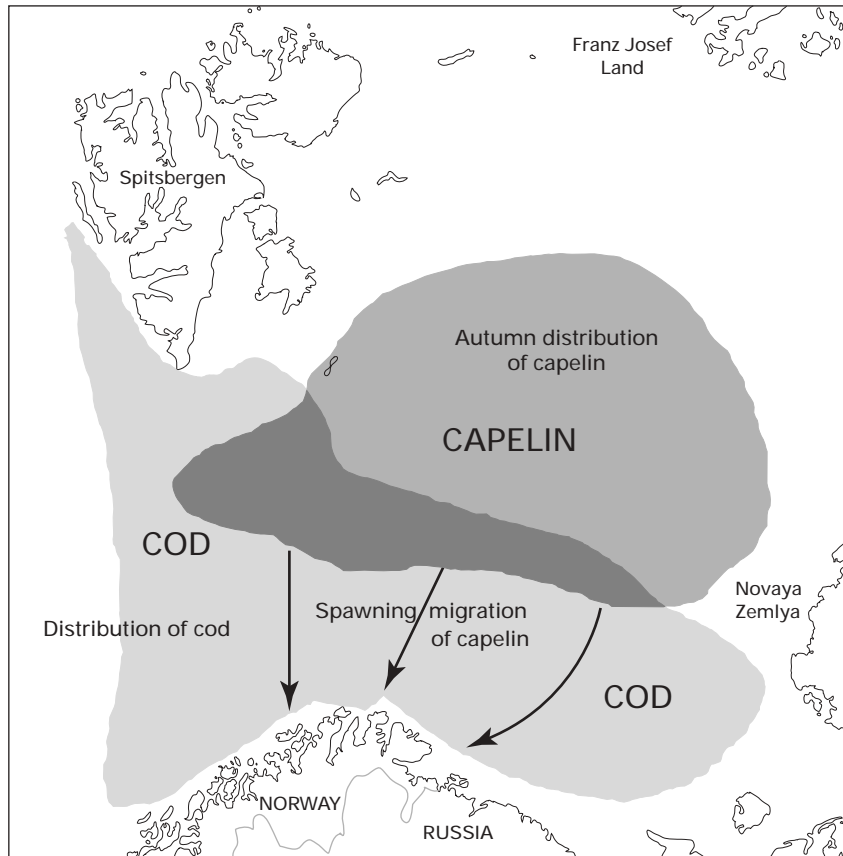 Franz Josef
Land
Spitsbergen
Autumn distribution
of capelin
CAPELIN
COD
Novaya
Zemlya
Spawning migration
of capelin
Distribution of cod
COD
NORWAY
RUSSIA